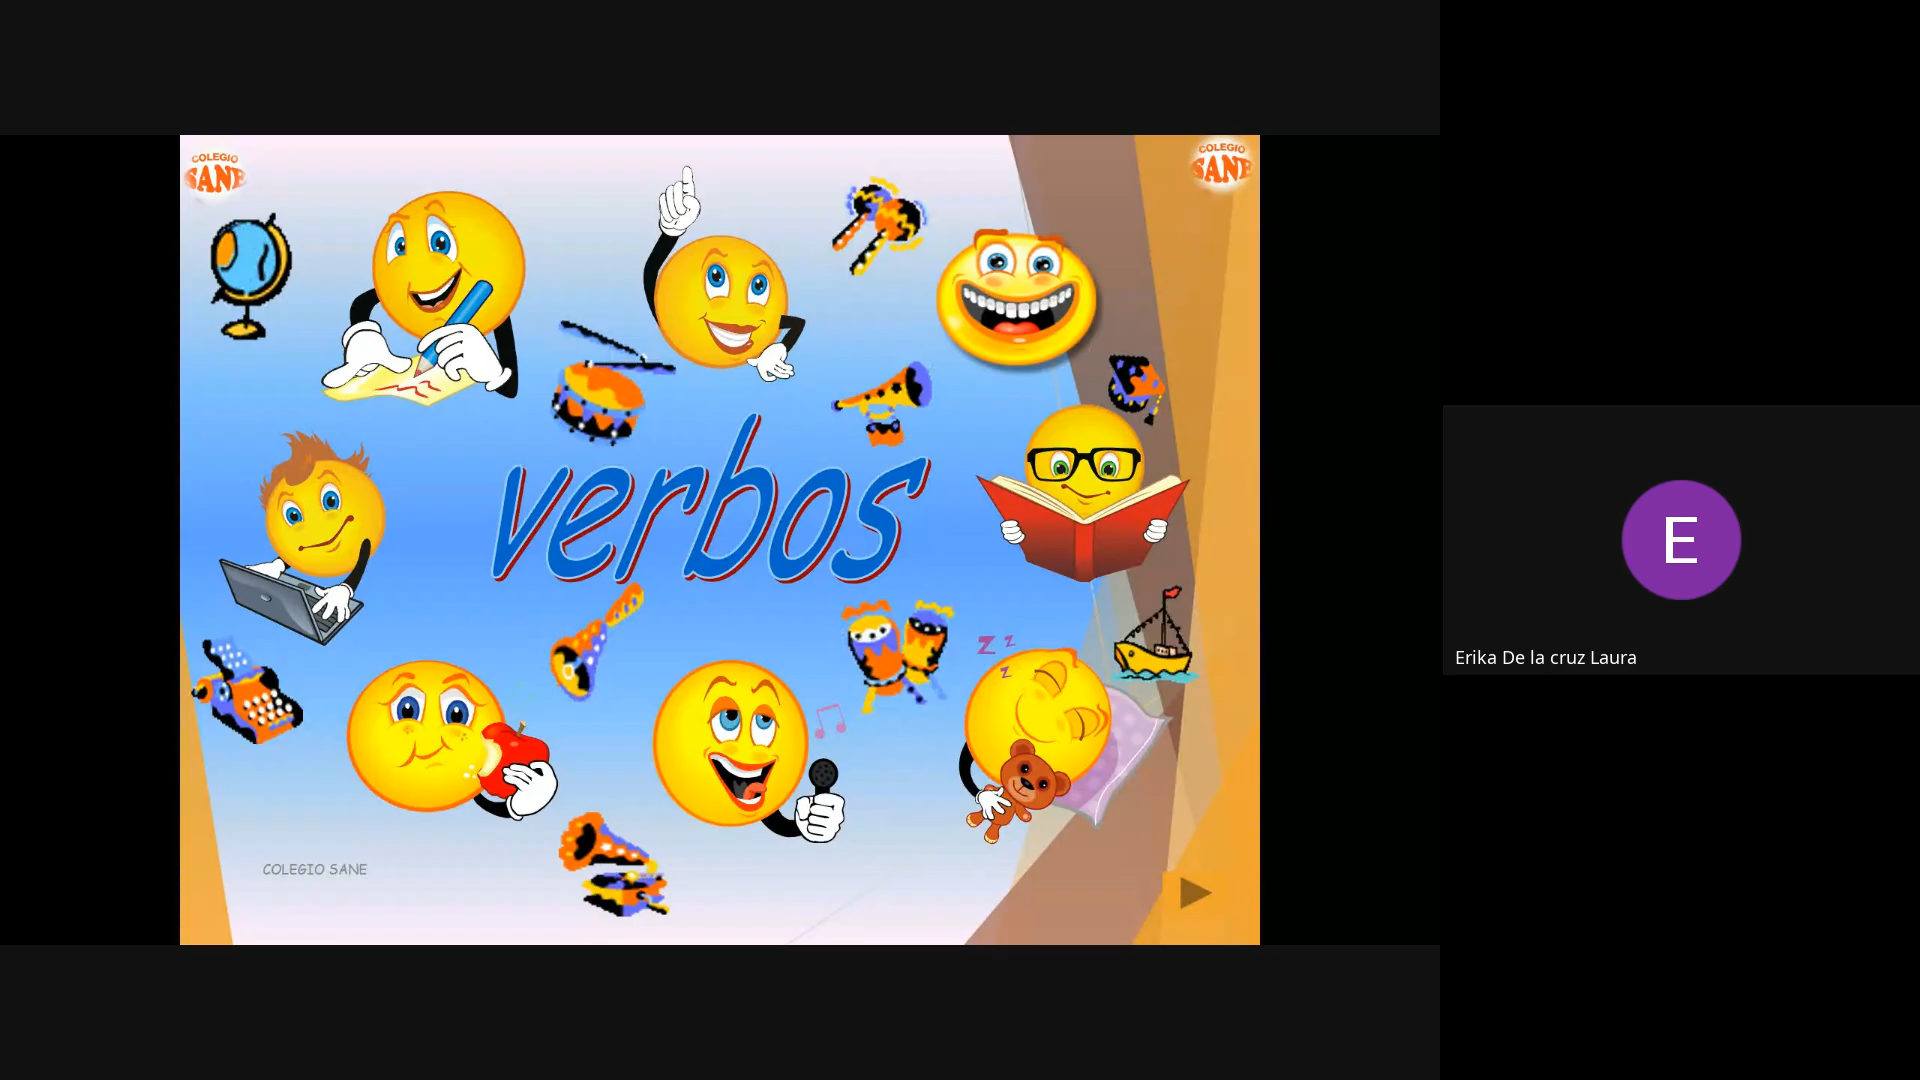 COLEGIO
SANE
COLEGIO
SANE
verbos
z z
z
COLEGIO SANE
E
Erika De la cruz Laura